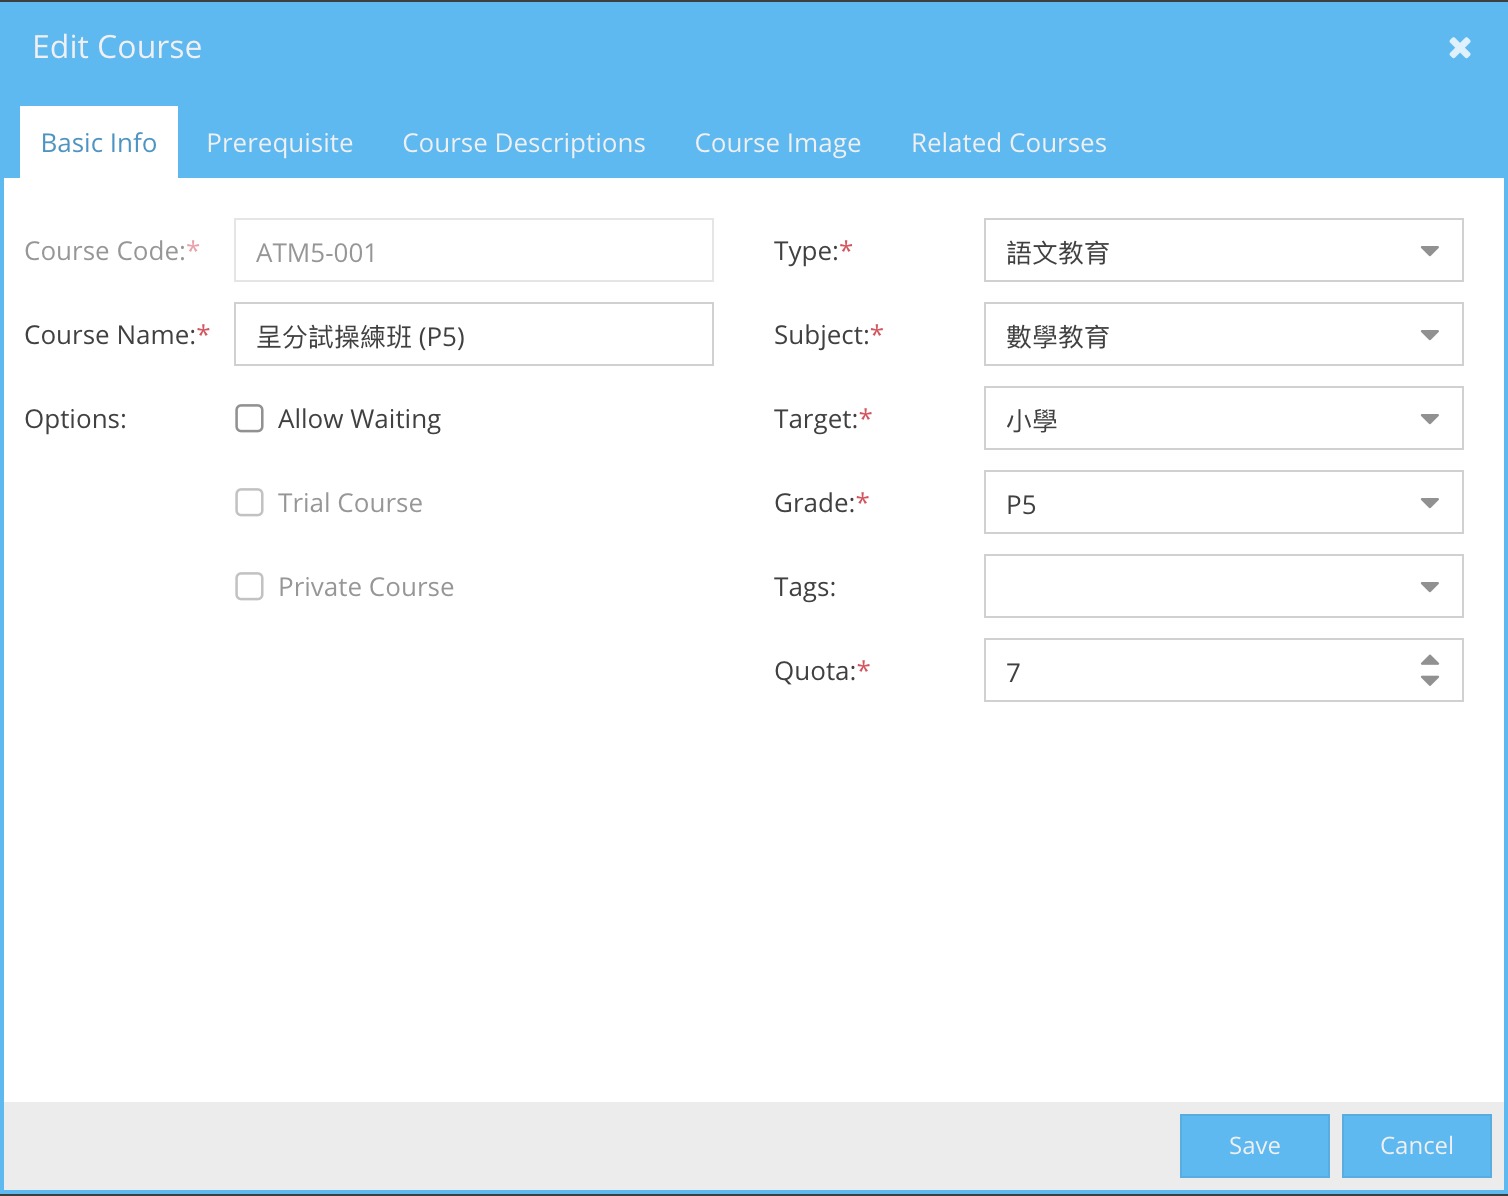 Edit Course
Basic Info Prerequisite Course Descriptions Course Image Related Courses
Course Code:* ATM5-001
Course Name:* 呈分試操練班 (P5)
Options: Allow Waiting
Trial Course
Private Course
Type:* 語文教育
Subject:* 數學教育
Target:* 小學
Grade:* P5
Tags:
Quota:* 7
Save Cancel